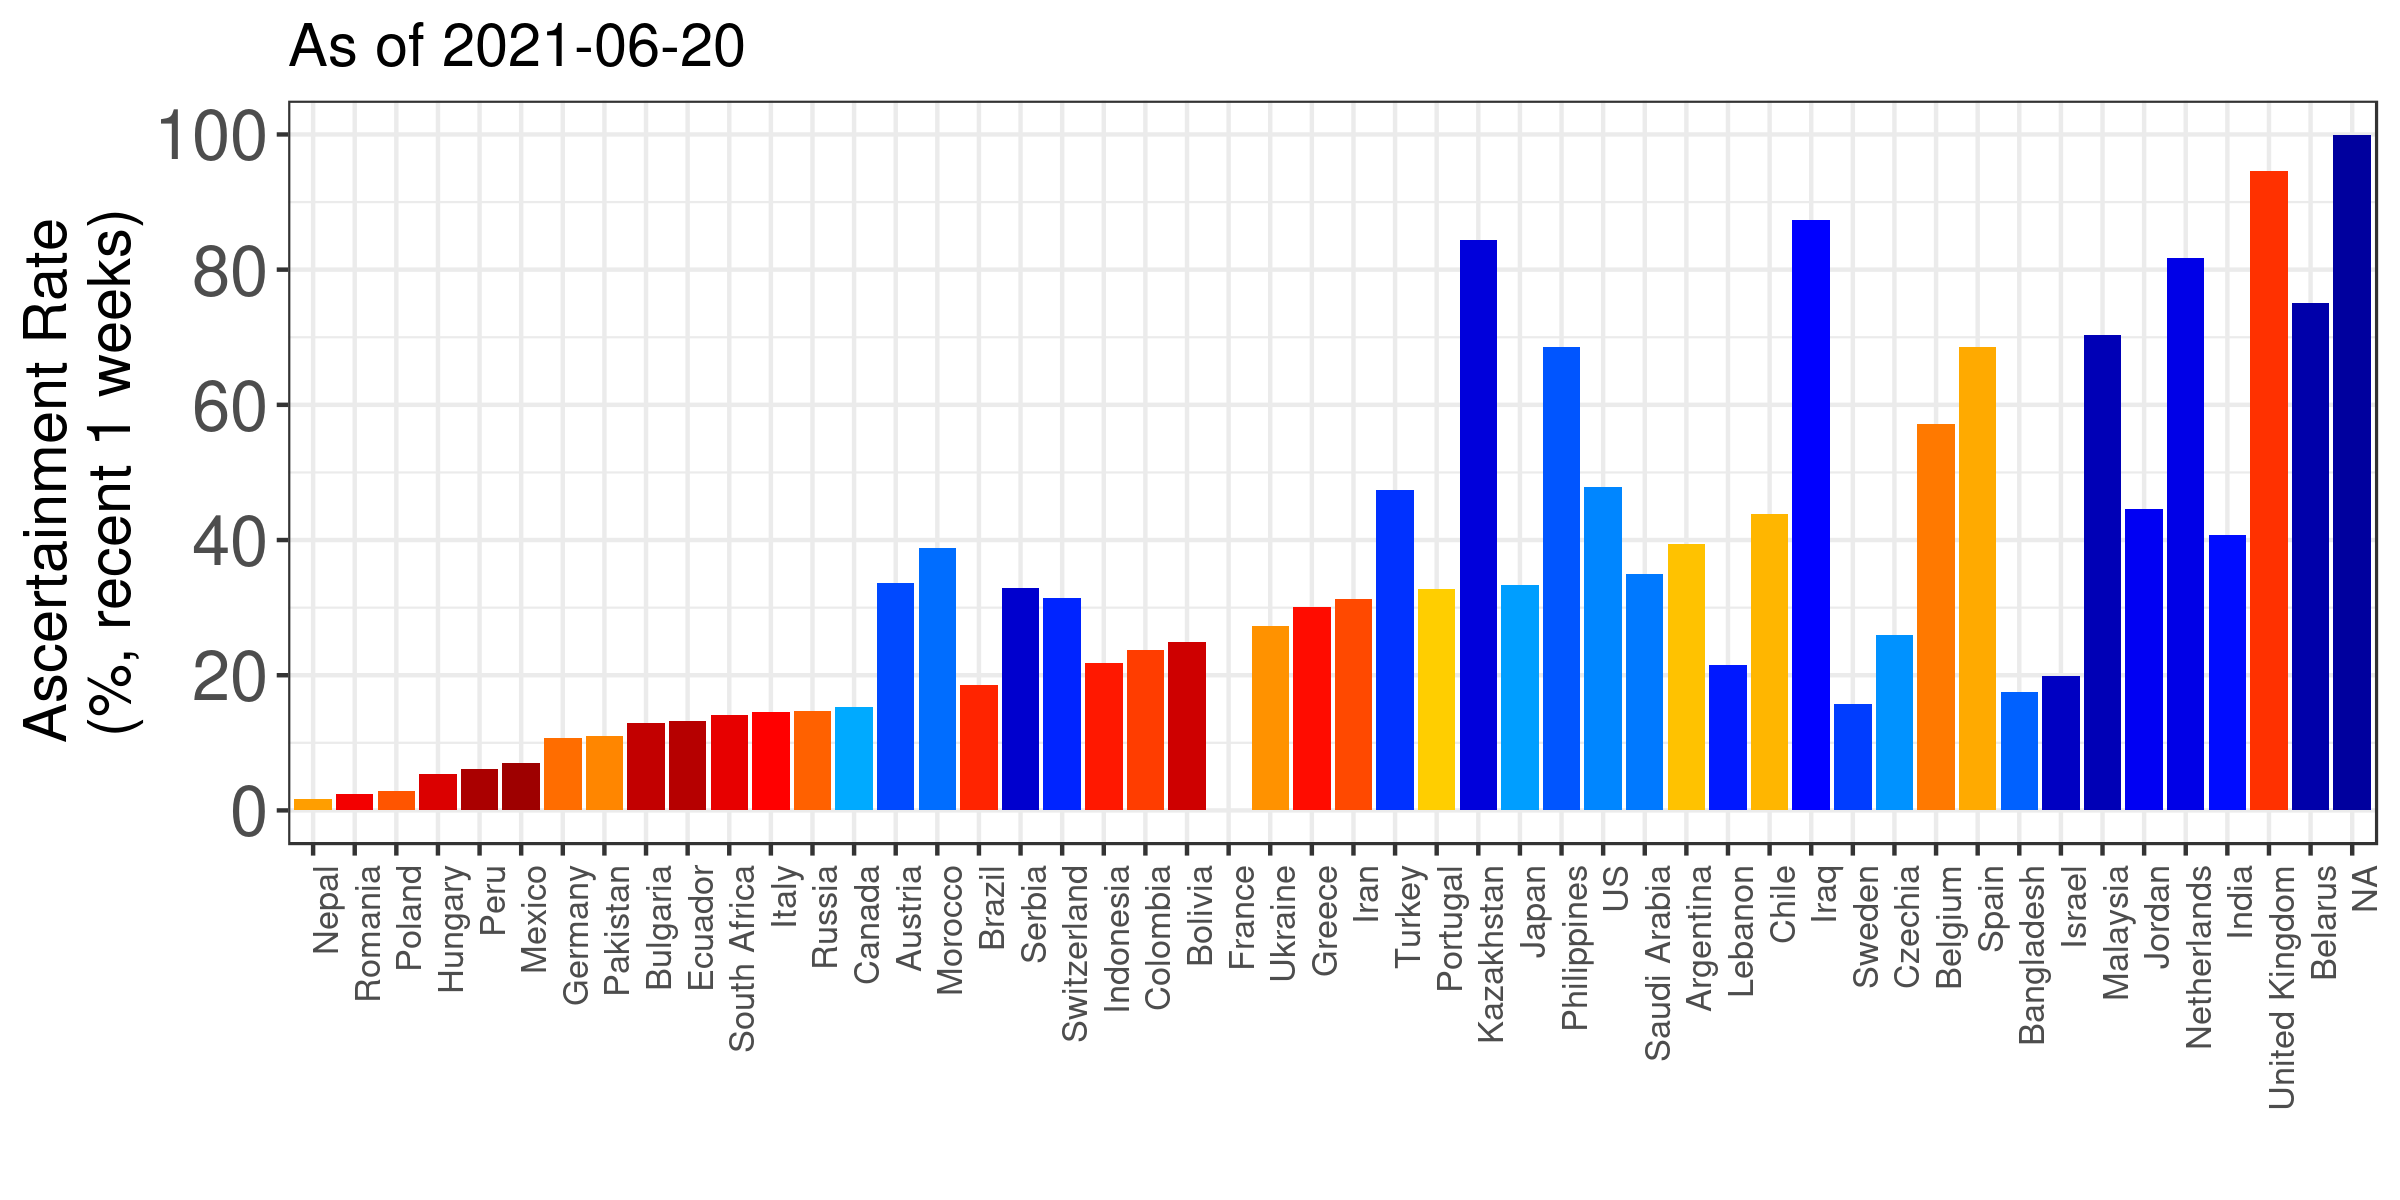 As of 2021-06-20
Ascertainment Rate
(%, recent 1 weeks)
100
80
60
40
20
0
Nepal
Romania
Poland
Hungary
Peru
Mexico
Germany
Pakistan
Bulgaria
Ecuador
South Africa
Italy
Russia
Canada
Austria
Morocco
Brazil
Serbia
Switzerland
Indonesia
Colombia
Bolivia
France
Ukraine
Greece
Iran
Turkey
Portugal
Kazakhstan
Japan
Philippines
US
Saudi Arabia
Argentina
Lebanon
Chile
Iraq
Sweden
Czechia
Belgium
Spain
Bangladesh
Israel
Malaysia
Jordan
Netherlands
India
United Kingdom
Belarus
NA